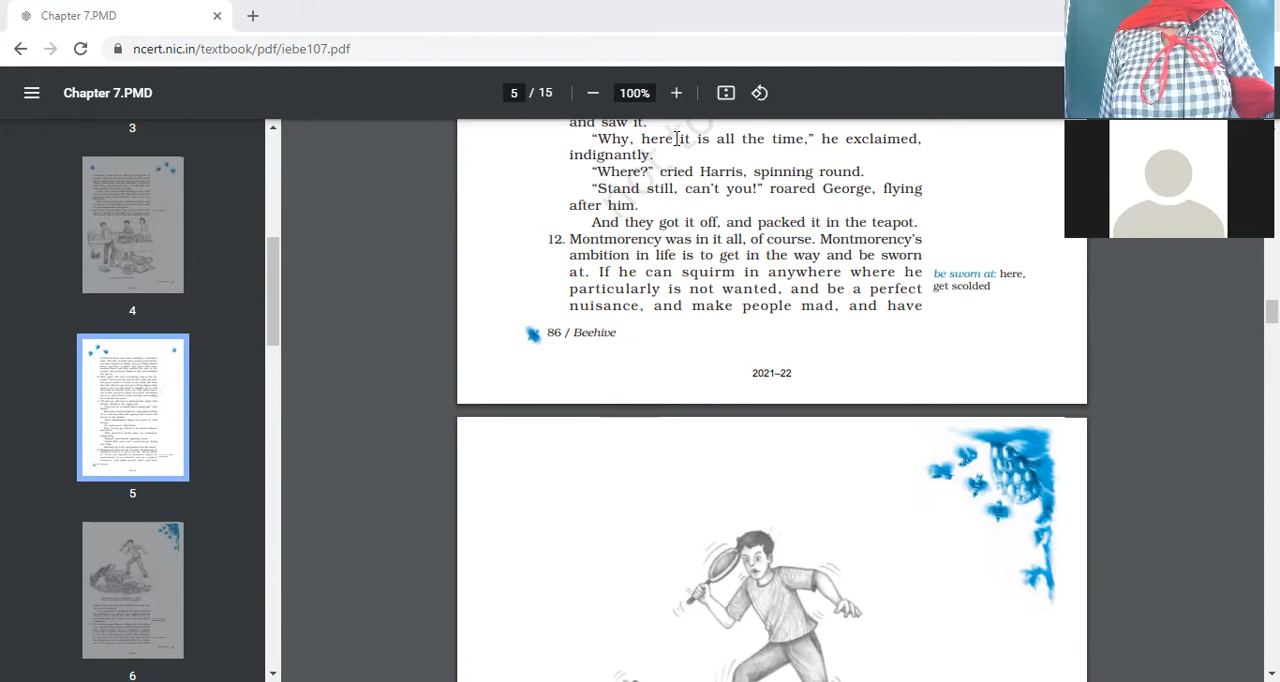 Chapter 7.PMD
ncert.nic.in/textbook/pdf/iebe107.pdf
Chapter 7.PMD
5 / 15
100%
3
4
5
6
and saw it.
“Why, here it is all the time,” he exclaimed,
indignantly.
“Where?” cried Harris, spinning round.
“Stand still, can’t you!” roared George, flying
after him.
And they got it off, and packed it in the teapot.
12. Montmorency was in it all, of course. Montmorency’s
ambition in life is to get in the way and be sworn
at. If he can squirm in anywhere where he
particularly is not wanted, and be a perfect
nuisance, and make people mad, and have
be sworn at: here,
get scolded
86 / Beehive
2021–22